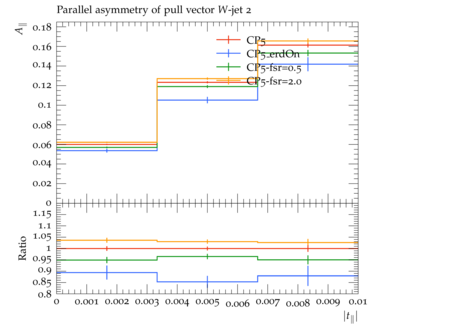 Parallel asymmetry of pull vector W-jet 2
A∥
0.18
0.16
0.14
0.12
0.1
0.08
0.06
0.04
0.02
0
CP5
CP5_erdOn
CP5-fsr=0.5
CP5-fsr=2.0
Ratio
1.15
1.1
1.05
1
0.95
0.9
0.85
0.8
0 0.001 0.002 0.003 0.004 0.005 0.006 0.007 0.008 0.009 0.01
|t∥|